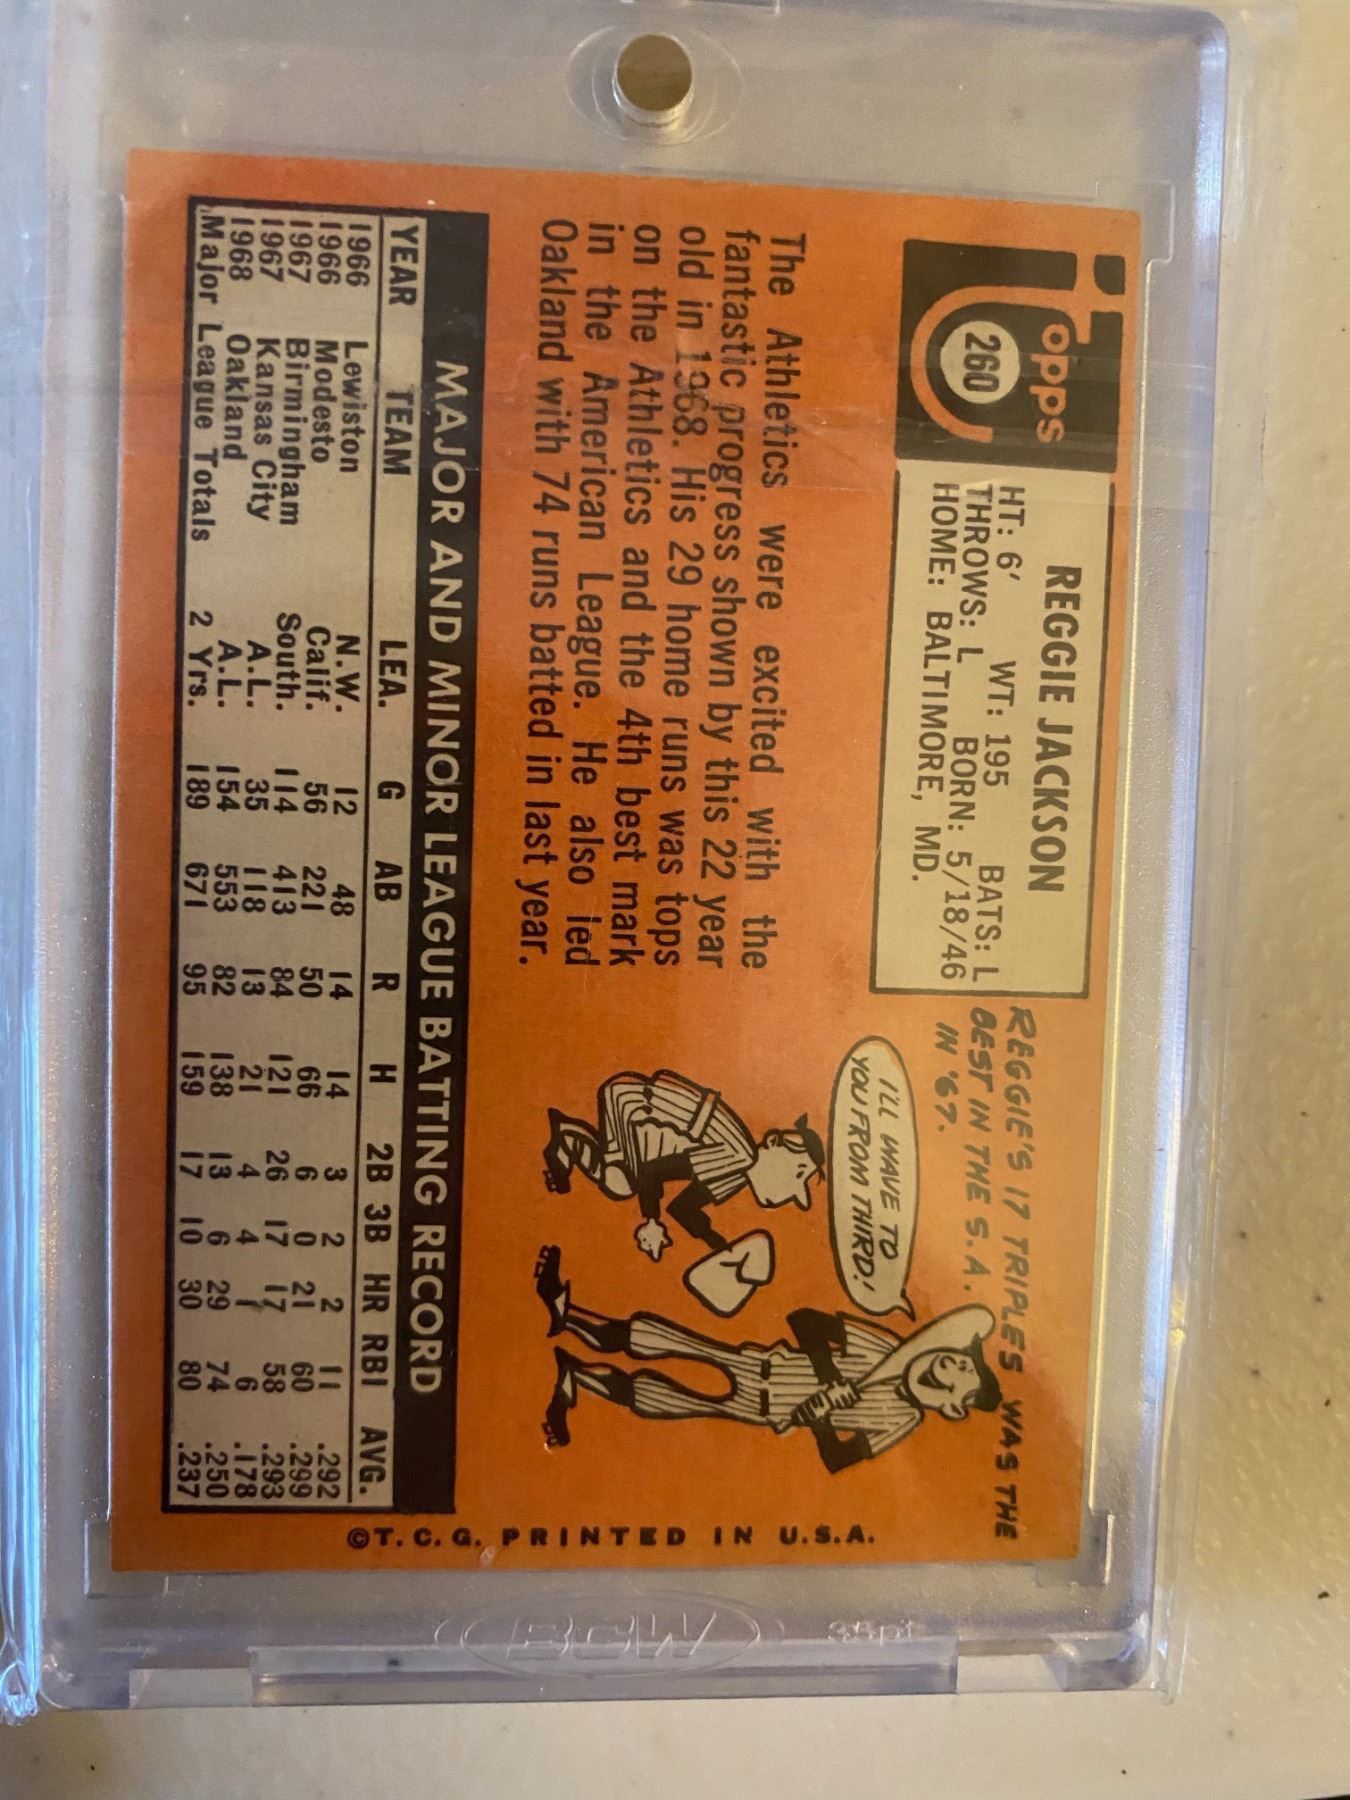 Topps
260
REGGIE JACKSON
HT: 6' WT: 195 BATS: L
THROWS: L BORN: 5/18/46
HOME: BALTIMORE, MD.
REGGIE'S 17 TRIPLES WAS THE
BEST IN THE S.A.
IN '67.
I'LL WAVE TO
YOU FROM THIRD!
The Athletics were excited with the
fantastic progress shown by this 22 year
old in 1968. His 29 home runs was tops
on the Athletics and the 4th best mark
in the American League. He also led
Oakland with 74 runs batted in last year.
MAJOR AND MINOR LEAGUE BATTING RECORD
YEAR TEAM LEA. G AB R H 2B 3B HR RBI AVG.
1966 Lewiston N.W. 12 48 14 14 3 2 2 11 .292
1966 Modesto Calif. 56 221 50 66 6 0 21 60 .299
1967 Birmingham South. 114 413 84 121 26 17 17 58 .293
1967 Kansas City A.L. 35 118 13 21 4 4 1 6 .178
1968 Oakland A.L. 154 553 82 138 13 6 29 74 .250
Major League Totals 2 Yrs. 189 671 95 159 17 10 30 80 .237
©T.C.G. PRINTED IN U.S.A.
BCW
35pt